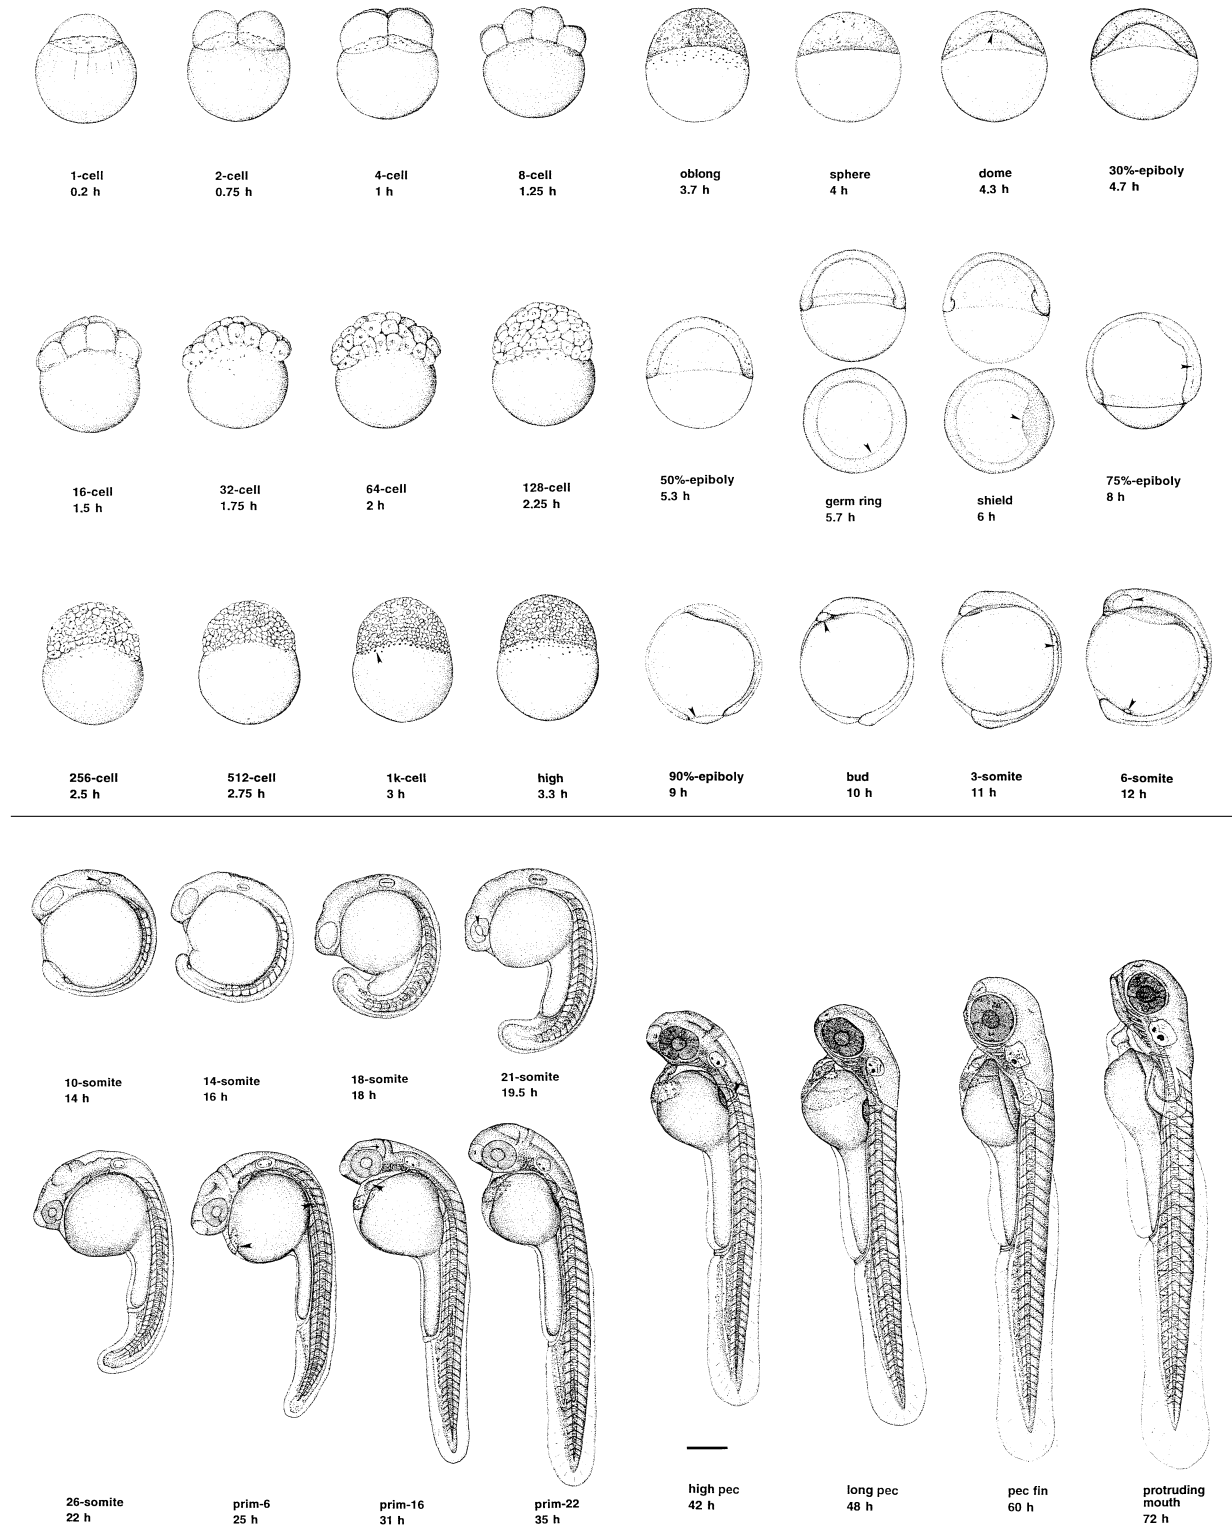 1-cell
0.2 h
2-cell
0.75 h
4-cell
1 h
8-cell
1.25 h
oblong
3.7 h
sphere
4 h
dome
4.3 h
30%-epiboly
4.7 h
16-cell
1.5 h
32-cell
1.75 h
64-cell
2 h
128-cell
2.25 h
50%-epiboly
5.3 h
germ ring
5.7 h
shield
6 h
75%-epiboly
8 h
256-cell
2.5 h
512-cell
2.75 h
1k-cell
3 h
high
3.3 h
90%-epiboly
9 h
bud
10 h
3-somite
11 h
6-somite
12 h
10-somite
14 h
14-somite
16 h
18-somite
18 h
21-somite
19.5 h
26-somite
22 h
prim-6
25 h
prim-16
31 h
prim-22
35 h
high pec
42 h
long pec
48 h
pec fin
60 h
protruding
mouth
72 h